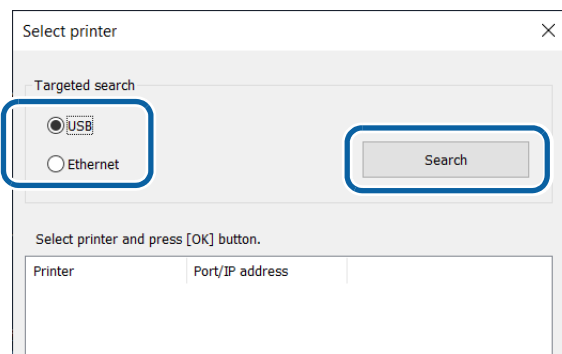 Select printer
Targeted search
USB
Ethernet
Search
Select printer and press [OK] button.
Printer Port/IP address